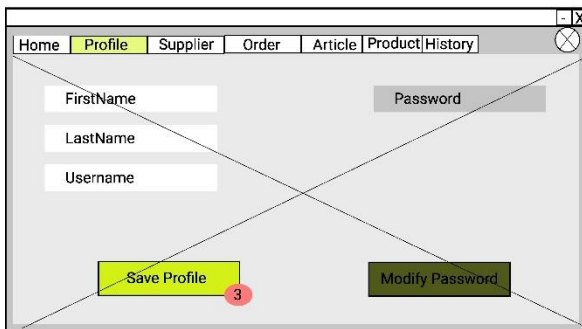 - X
Home Profile Supplier Order Article Product History
FirstName Password
LastName
Username
Save Profile Modify Password
3